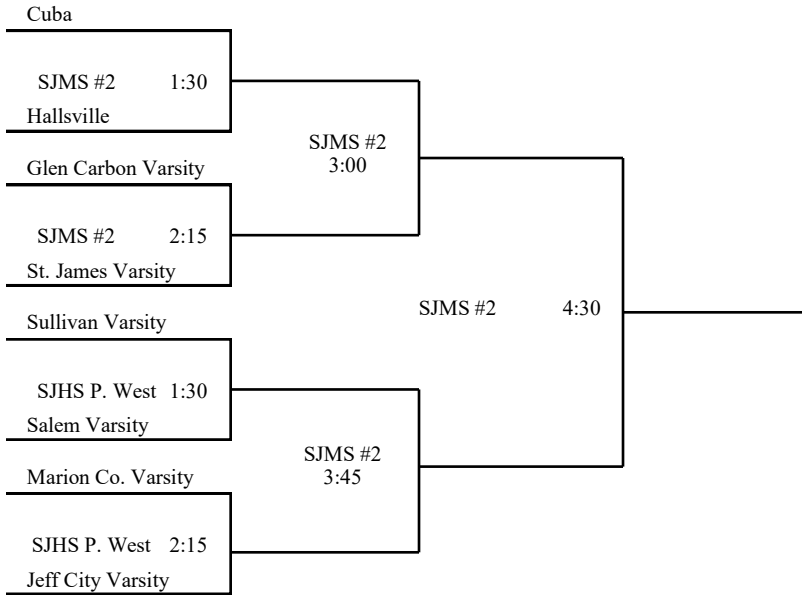 Cuba
SJMS #2 1:30
Hallsville
SJMS #2
3:00
Glen Carbon Varsity
SJMS #2 2:15
St. James Varsity
SJMS #2 4:30
Sullivan Varsity
SJHS P. West 1:30
Salem Varsity
SJMS #2
3:45
Marion Co. Varsity
SJHS P. West 2:15
Jeff City Varsity